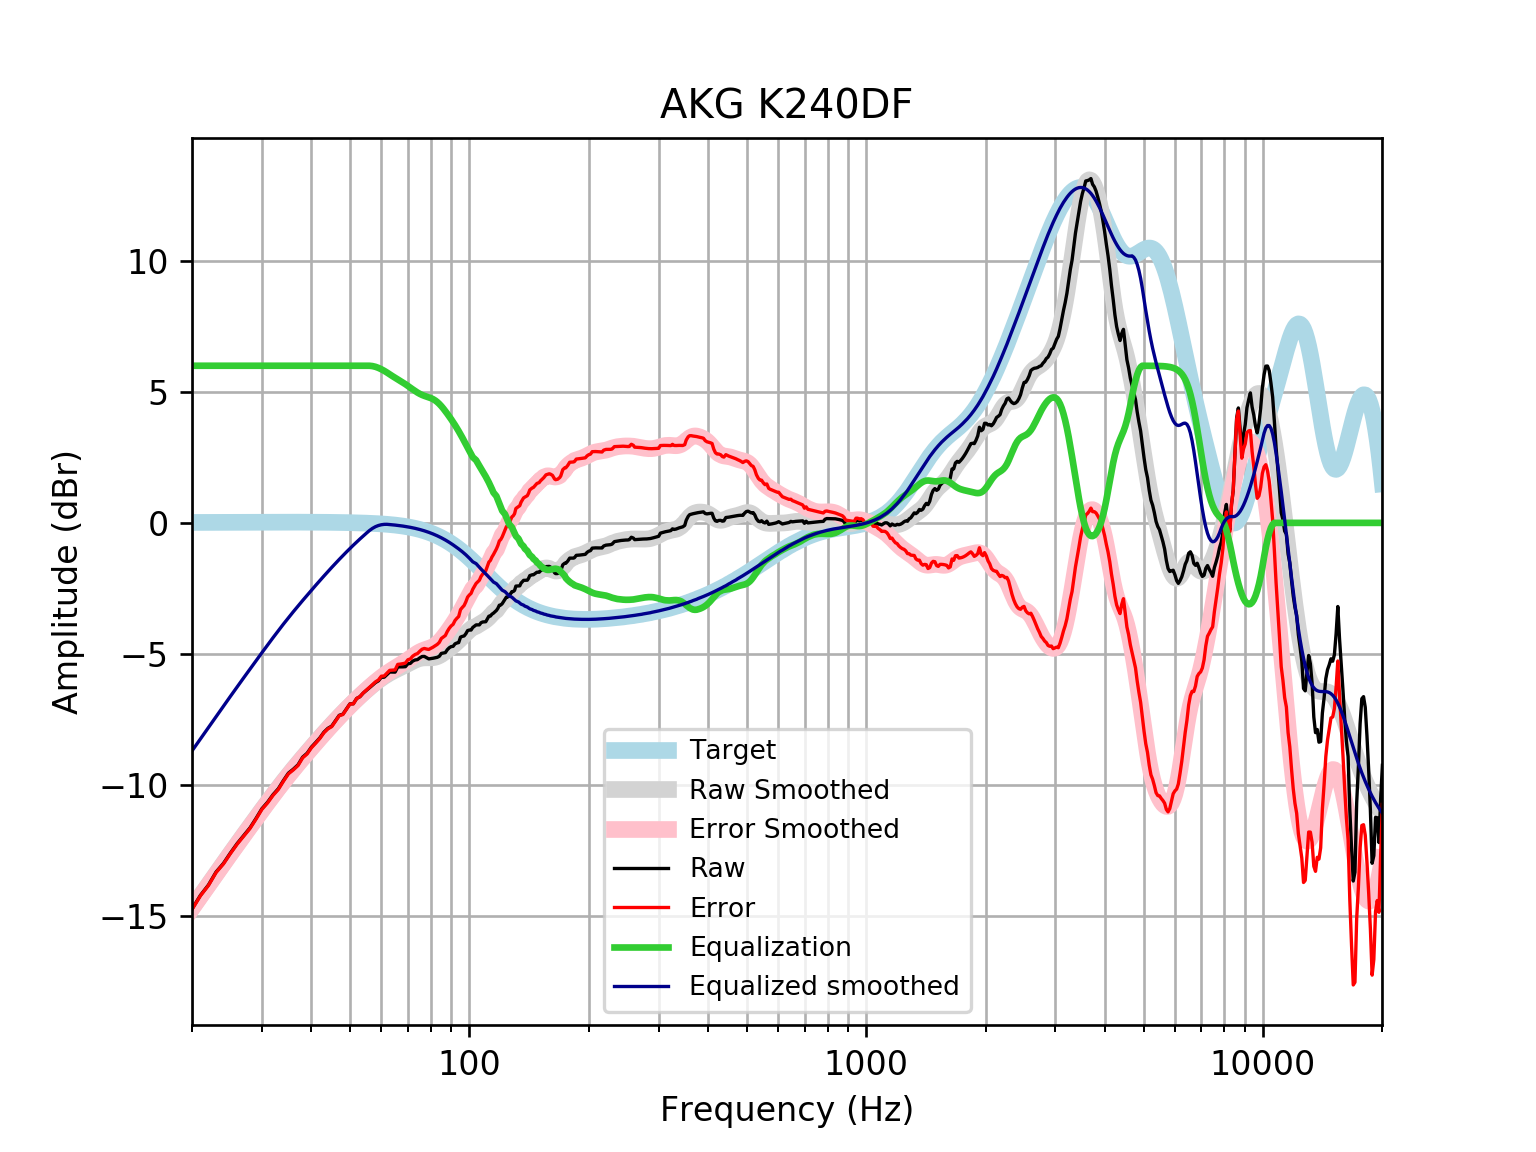 AKG K240DF
Amplitude (dBr)
10
5
0
−5
−10
−15
Target
Raw Smoothed
Error Smoothed
Raw
Error
Equalization
Equalized smoothed
100
1000
10000
Frequency (Hz)